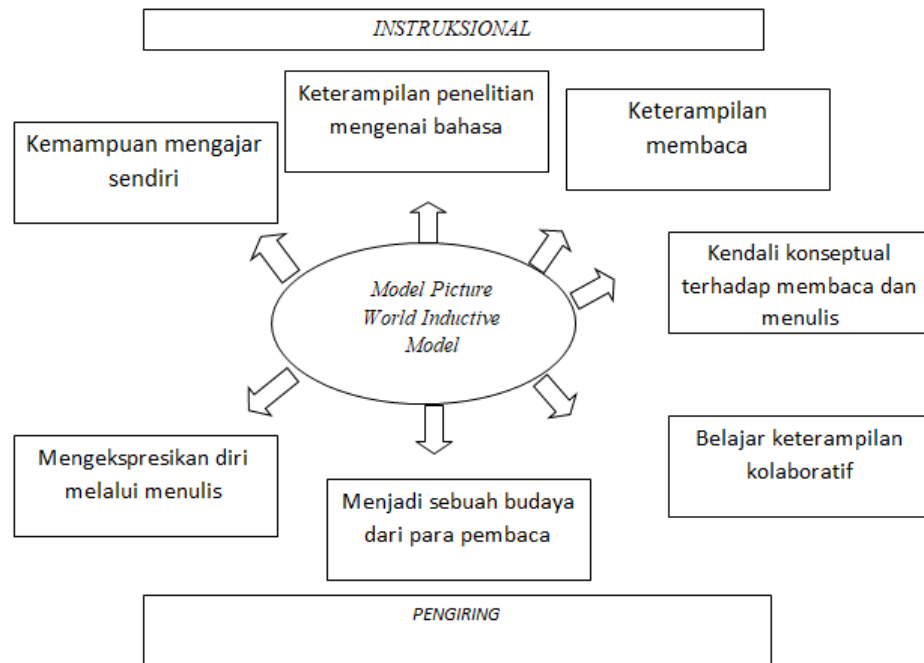 INSTRUKSIONAL
Keterampilan penelitian
mengenai bahasa
Keterampilan
membaca
Kemampuan mengajar
sendiri
Kendali konseptual
terhadap membaca dan
menulis
Model Picture
World Inductive
Model
Mengekspresikan diri
melalui menulis
Menjadi sebuah budaya
dari para pembaca
Belajar keterampilan
kolaboratif
PENGIRING